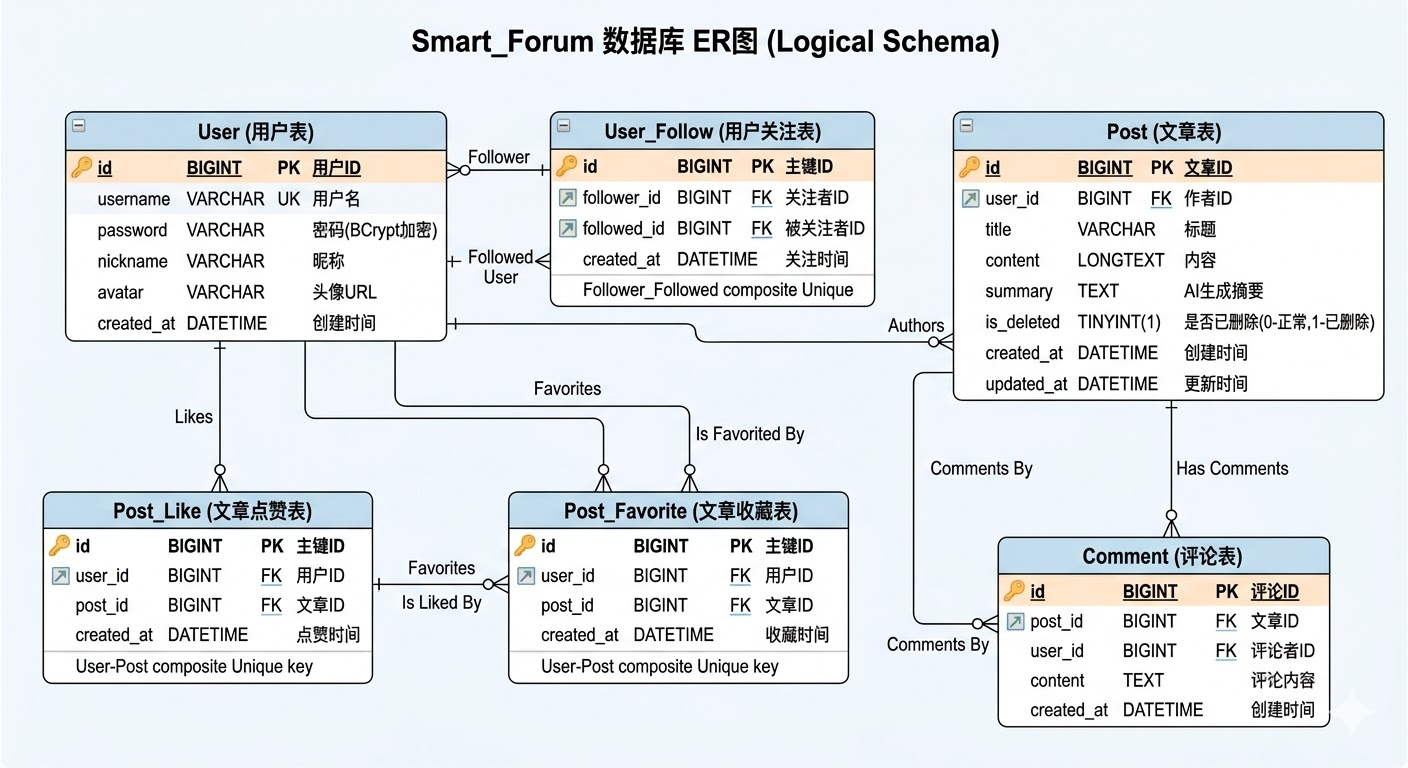 Smart_Forum 数据库 ER图 (Logical Schema)
User (用户表)
id BIGINT PK 用户ID
username VARCHAR UK 用户名
password VARCHAR 密码(BCrypt加密)
nickname VARCHAR 昵称
avatar VARCHAR 头像URL
created_at DATETIME 创建时间
Follower
Followed
User
User_Follow (用户关注表)
id BIGINT PK 主键ID
follower_id BIGINT FK 关注者ID
followed_id BIGINT FK 被关注者ID
created_at DATETIME 关注时间
Follower_Followed composite Unique
Post (文章表)
id BIGINT PK 文章ID
user_id BIGINT FK 作者ID
title VARCHAR 标题
content LONGTEXT 内容
summary TEXT AI生成摘要
is_deleted TINYINT(1) 是否已删除(0-正常,1-已删除)
created_at DATETIME 创建时间
updated_at DATETIME 更新时间
Authors
Likes
Favorites
Is Favorited By
Comments By
Has Comments
Post_Like (文章点赞表)
id BIGINT PK 主键ID
user_id BIGINT FK 用户ID
post_id BIGINT FK 文章ID
created_at DATETIME 点赞时间
User-Post composite Unique key
Favorites
Is Liked By
Post_Favorite (文章收藏表)
id BIGINT PK 主键ID
user_id BIGINT FK 用户ID
post_id BIGINT FK 文章ID
created_at DATETIME 收藏时间
User-Post composite Unique key
Comments By
Comment (评论表)
id BIGINT PK 评论ID
post_id BIGINT FK 文章ID
user_id BIGINT FK 评论者ID
content TEXT 评论内容
created_at DATETIME 创建时间